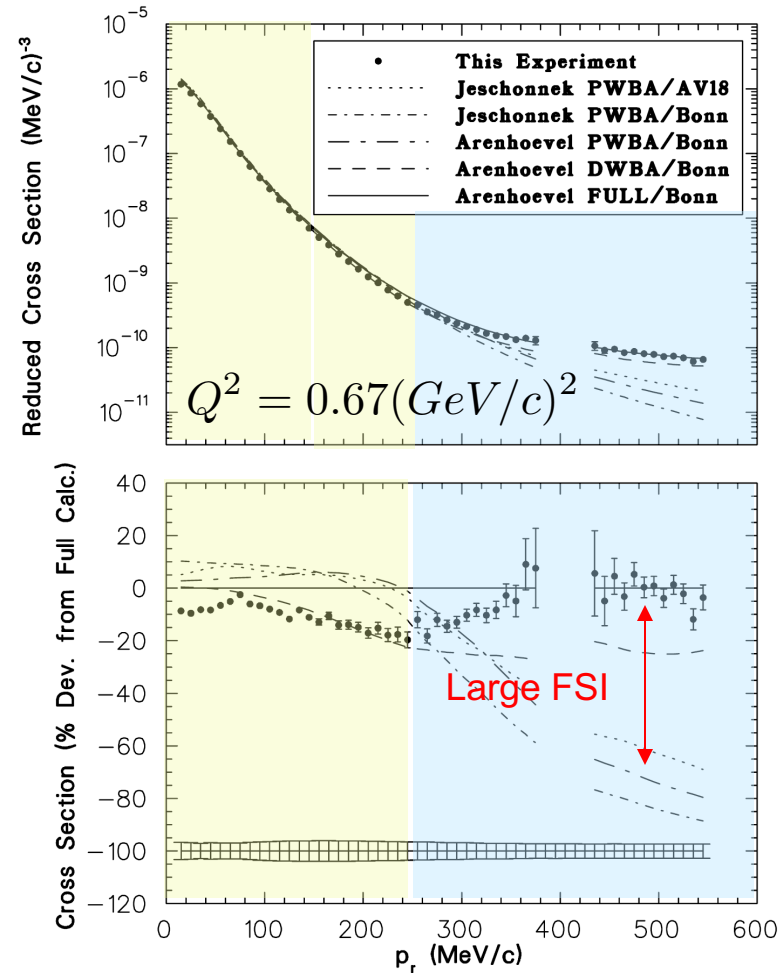 10⁻⁵
10⁻⁶
10⁻⁷
10⁻⁸
10⁻⁹
10⁻¹⁰
10⁻¹¹
Reduced Cross Section (MeV/c)⁻³
This Experiment
Jeschonnek PWBA/AV18
Jeschonnek PWBA/Bonn
Arenhoevel PWBA/Bonn
Arenhoevel DWBA/Bonn
Arenhoevel FULL/Bonn
Q² = 0.67(GeV/c)²
40
20
0
−20
−40
−60
−80
−100
−120
Cross Section (% Dev. from Full Calc.)
Large FSI
0 100 200 300 400 500 600
pᵣ (MeV/c)